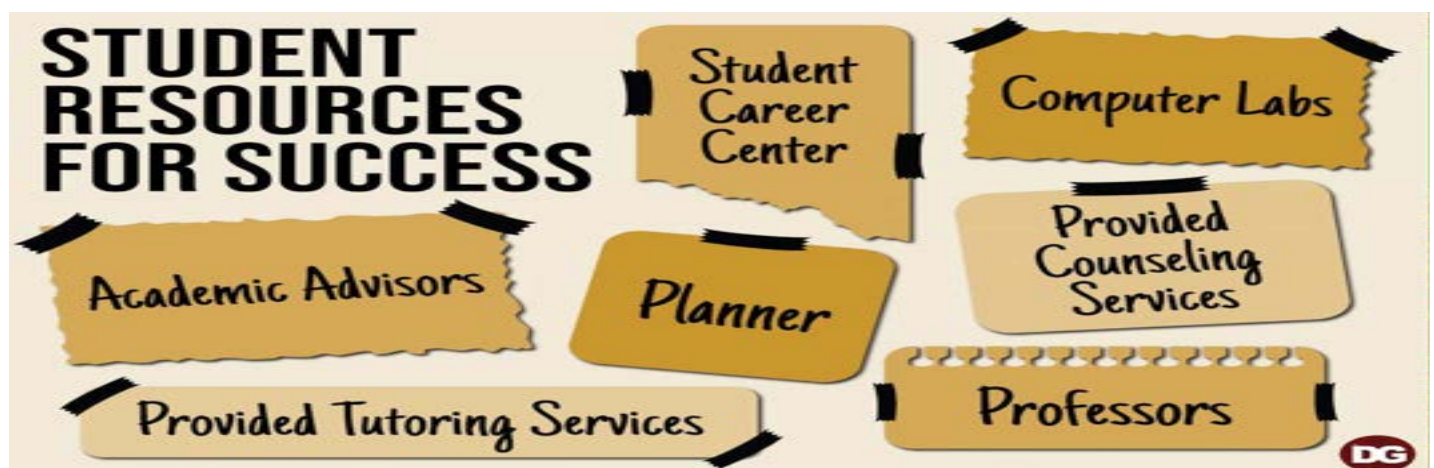 STUDENT
RESOURCES
FOR SUCCESS
Student
Career
Center
Computer Labs
Academic Advisors
Planner
Provided
Counseling
Services
Provided Tutoring Services
Professors
DG